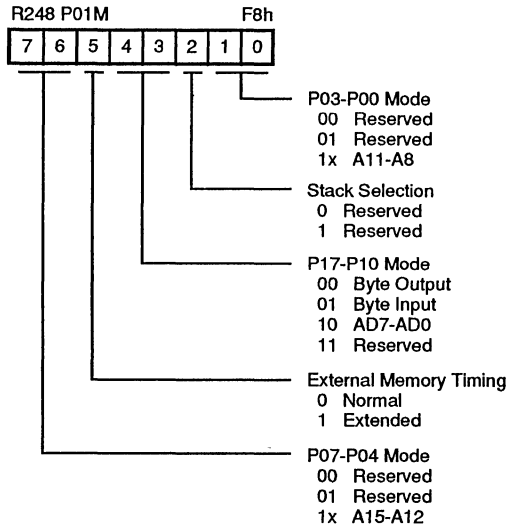 R248 P01M F8h
7 6 5 4 3 2 1 0
P03-P00 Mode
00 Reserved
01 Reserved
1x A11-A8
Stack Selection
0 Reserved
1 Reserved
P17-P10 Mode
00 Byte Output
01 Byte Input
10 AD7-AD0
11 Reserved
External Memory Timing
0 Normal
1 Extended
P07-P04 Mode
00 Reserved
01 Reserved
1x A15-A12